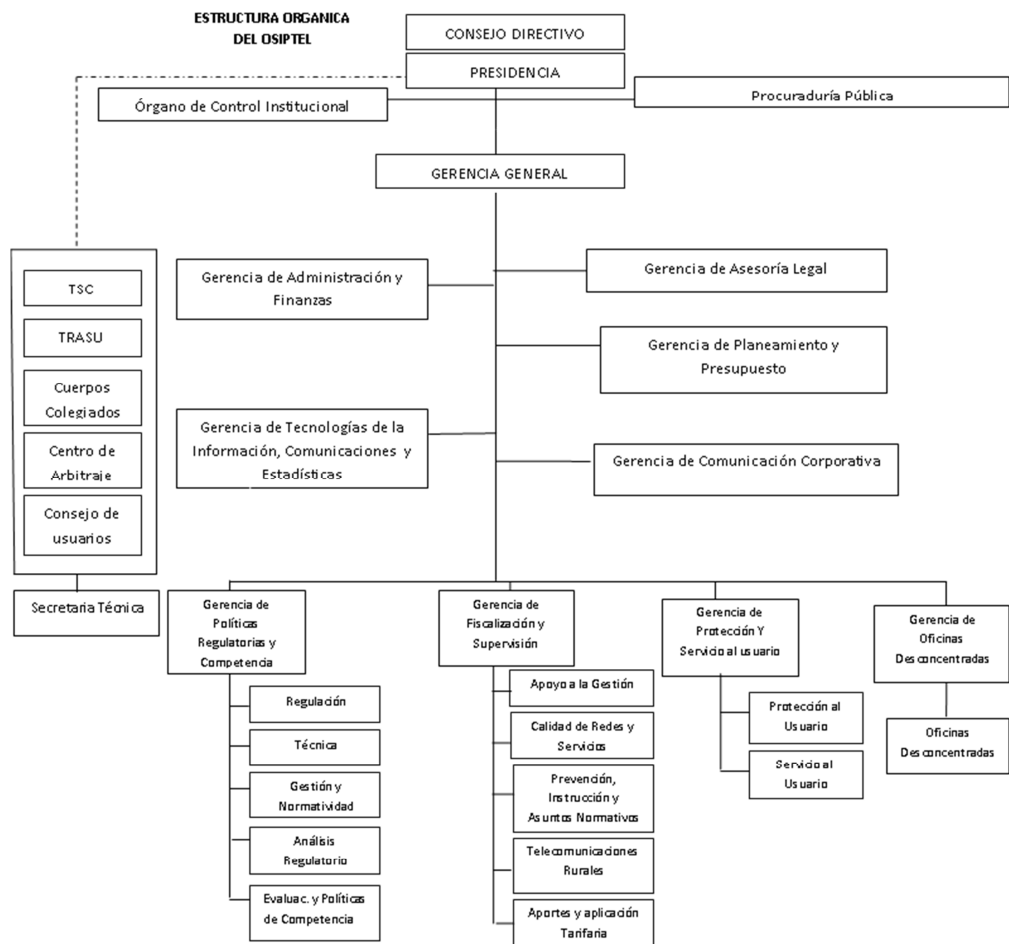 ESTRUCTURA ORGANICA
DEL OSIPTEL
CONSEJO DIRECTIVO
PRESIDENCIA
Órgano de Control Institucional
Procuraduría Pública
GERENCIA GENERAL
TSC
TRASU
Cuerpos
Colegiados
Centro de
Arbitraje
Consejo de
usuarios
Secretaria Técnica
Gerencia de Administración y
Finanzas
Gerencia de Asesoría Legal
Gerencia de Planeamiento y
Presupuesto
Gerencia de Tecnologías de la
Información, Comunicaciones y
Estadísticas
Gerencia de Comunicación Corporativa
Gerencia de
Políticas
Regulatorias y
Competencia
Regulación
Técnica
Gestión y
Normatividad
Análisis
Regulatorio
Evaluac. y Políticas
de Competencia
Gerencia de
Fiscalización y
Supervisión
Apoyo a la Gestión
Calidad de Redes y
Servicios
Prevención,
Instrucción y
Asuntos Normativos
Telecomunicaciones
Rurales
Aportes y aplicación
Tarifaria
Gerencia de
Protección Y
Servicio al usuario
Protección al
Usuario
Servicio al
Usuario
Gerencia de
Oficinas
Desconcentradas
Oficinas
Desconcentradas